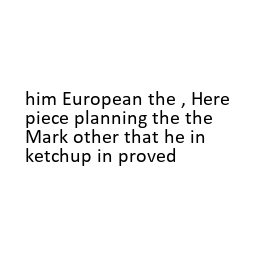 him European the , Here
piece planning the the
Mark other that he in
ketchup in proved